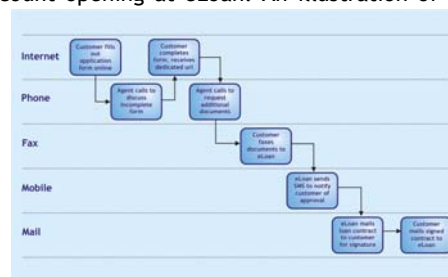 count opening at eLoan. An illustration of
Internet
Customer fills
out
application
form online
Customer
completes
form, receives
dedicated url
Phone
Agent calls to
discuss
incomplete
form
Agent calls to
request
additional
documents
Fax
Customer
faxes
documents to
eLoan
Mobile
eLoan sends
SMS to notify
customer of
approval
Mail
eLoan mails
loan contract
to customer
for signature
Customer
mails signed
contract to
eLoan